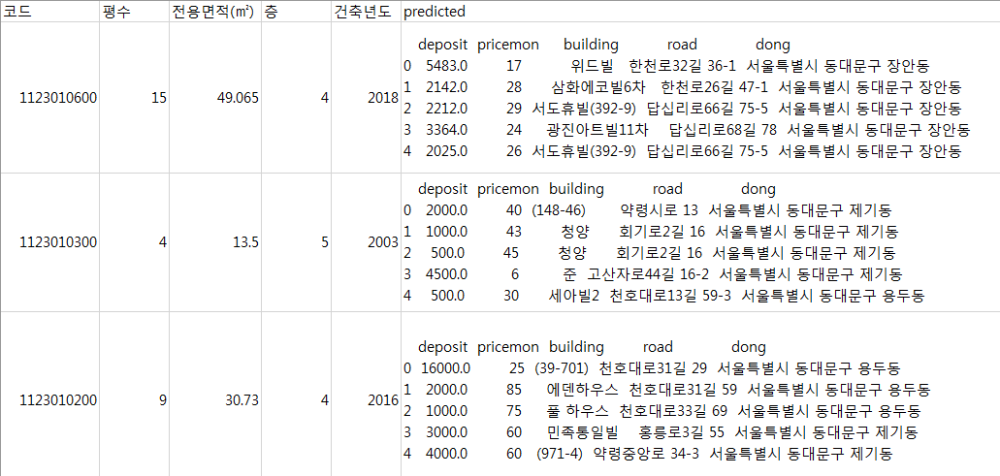 코드 평수 전용면적(㎡) 층 건축년도 predicted
deposit pricemon building road dong
0 5483.0 17 위드빌 한천로32길 36-1 서울특별시 동대문구 장안동
1 2142.0 28 삼화에코빌6차 한천로26길 47-1 서울특별시 동대문구 장안동
2 2212.0 29 서도휴빌(392-9) 답십리로66길 75-5 서울특별시 동대문구 장안동
1123010600 15 49.065 4 2018
3 3364.0 24 광진아트빌11차 답십리로68길 78 서울특별시 동대문구 장안동
4 2025.0 26 서도휴빌(392-9) 답십리로66길 75-5 서울특별시 동대문구 장안동
deposit pricemon building road dong
0 2000.0 40 (148-46) 약령시로 13 서울특별시 동대문구 제기동
1 1000.0 43 청양 회기로2길 16 서울특별시 동대문구 제기동
1123010300 4 13.5 5 2003
2 500.0 45 청양 회기로2길 16 서울특별시 동대문구 제기동
3 4500.0 6 준 고산자로44길 16-2 서울특별시 동대문구 제기동
4 500.0 30 세아빌2 천호대로13길 59-3 서울특별시 동대문구 용두동
deposit pricemon building road dong
0 16000.0 25 (39-701) 천호대로31길 29 서울특별시 동대문구 용두동
1 2000.0 85 에덴하우스 천호대로31길 59 서울특별시 동대문구 용두동
1123010200 9 30.73 4 2016
2 1000.0 75 풀 하우스 천호대로33길 69 서울특별시 동대문구 용두동
3 3000.0 60 민족통일빌 홍릉로3길 55 서울특별시 동대문구 제기동
4 4000.0 60 (971-4) 약령중앙로 34-3 서울특별시 동대문구 제기동